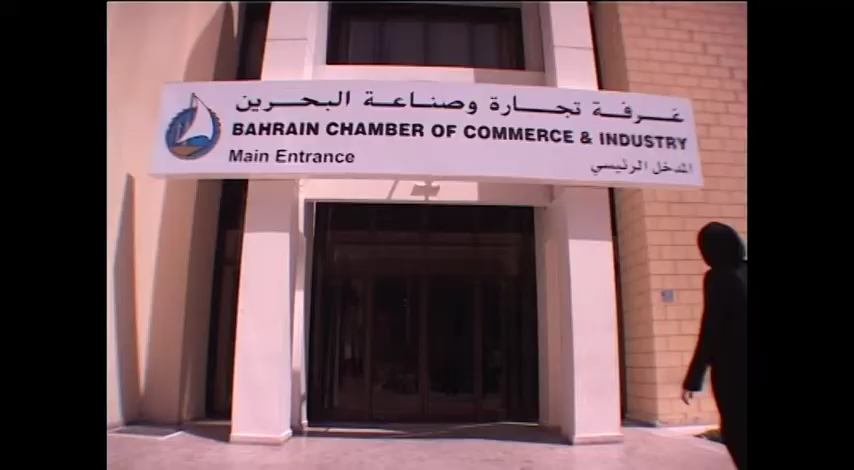 غرفة تجارة وصناعة البحرين
BAHRAIN CHAMBER OF COMMERCE & INDUSTRY
Main Entrance
المدخل الرئيسي